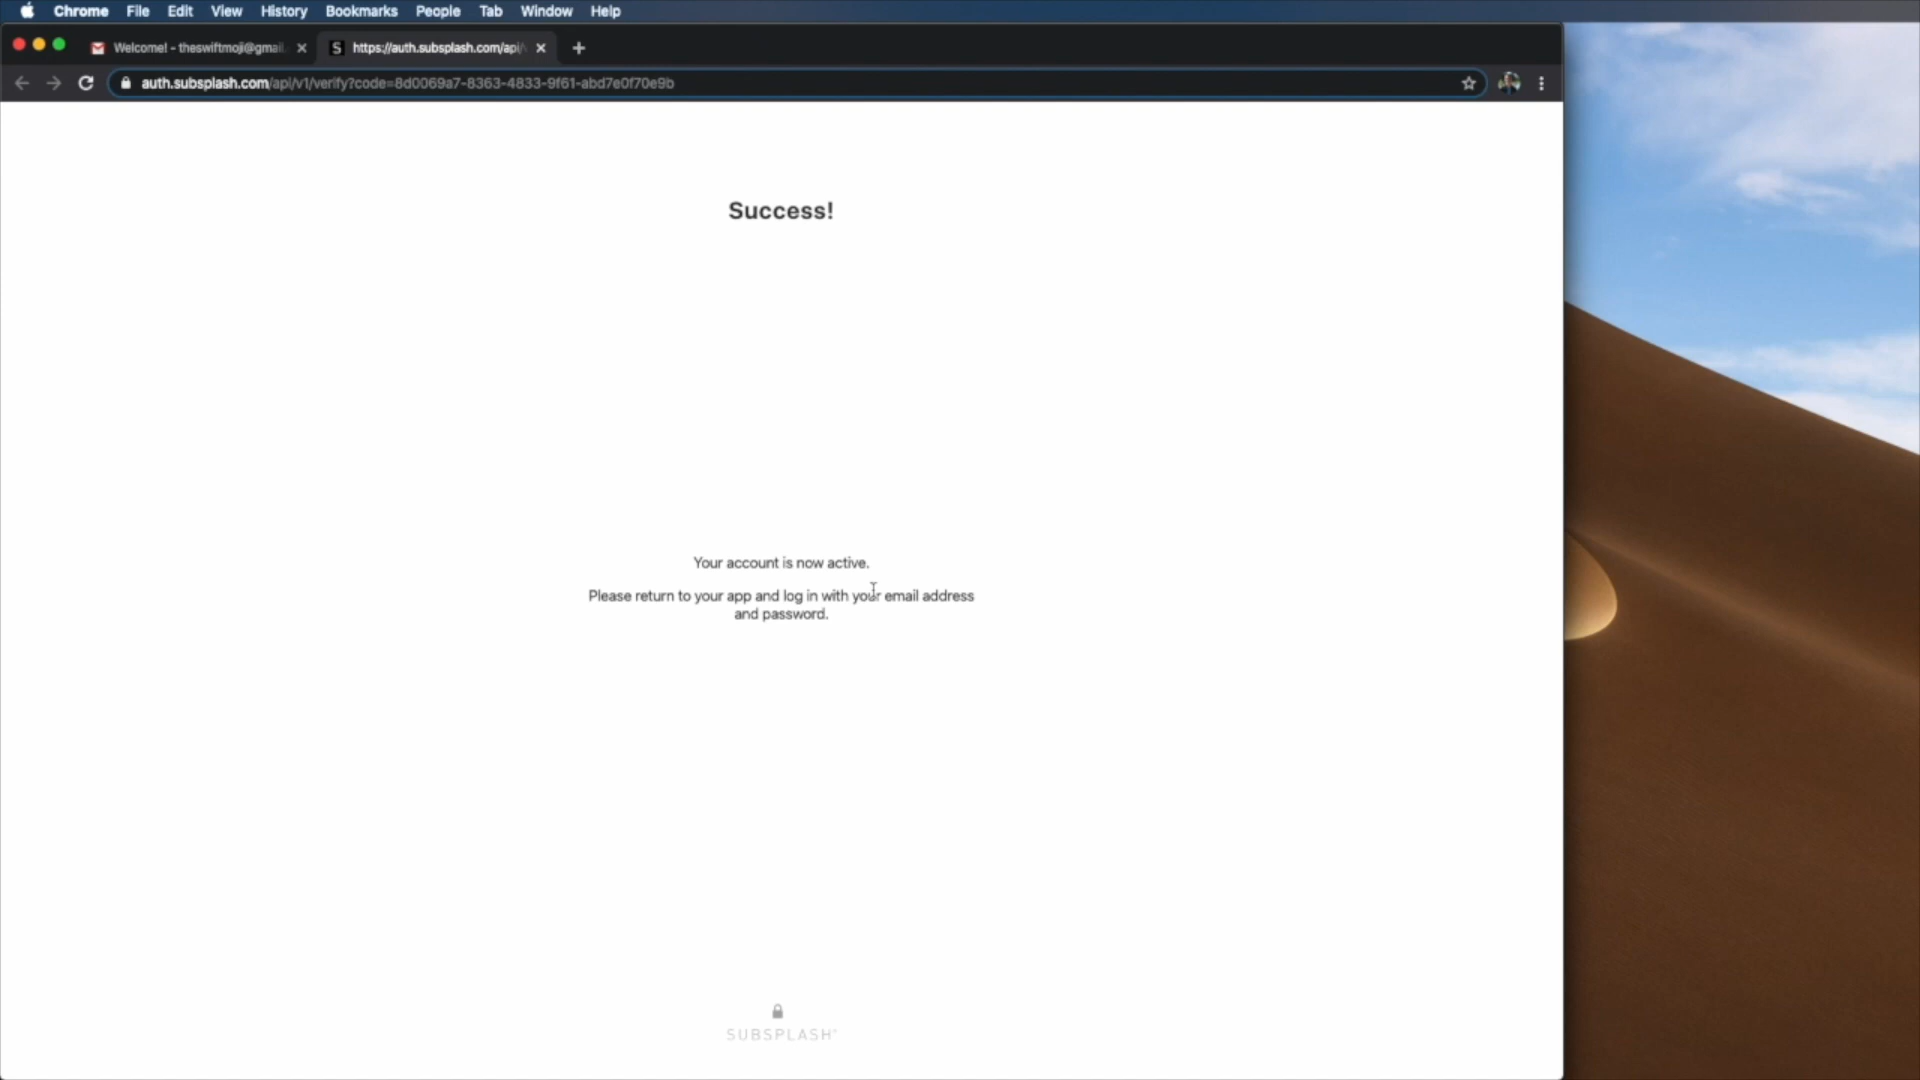 Chrome File Edit View History Bookmarks People Tab Window Help
Welcome! - theswiftmoji@gmail. S https://auth.subsplash.com/api/v
auth.subsplash.com/api/v1/verify?code=8d0069a7-8363-4833-9f61-abd7e0f70e9b
Success!
Your account is now active.
Please return to your app and log in with your email address
and password.
SUBSPLASH